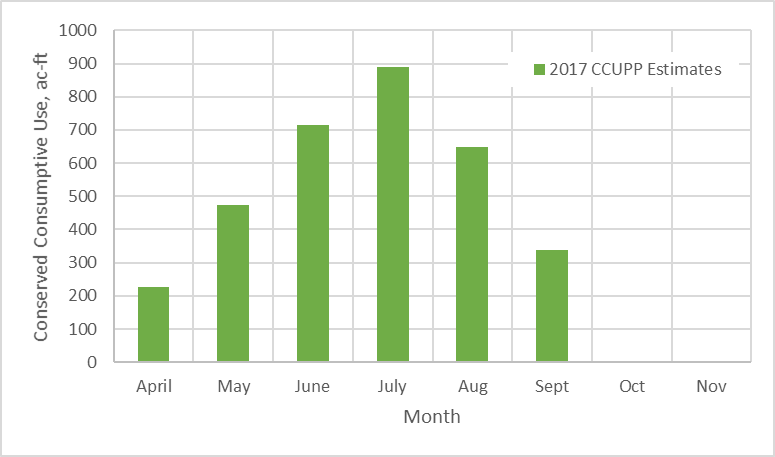 1000
900
800
700
600
500
400
300
200
100
0
Conserved Consumptive Use, ac-ft
2017 CCUPP Estimates
April May June July Aug Sept Oct Nov
Month